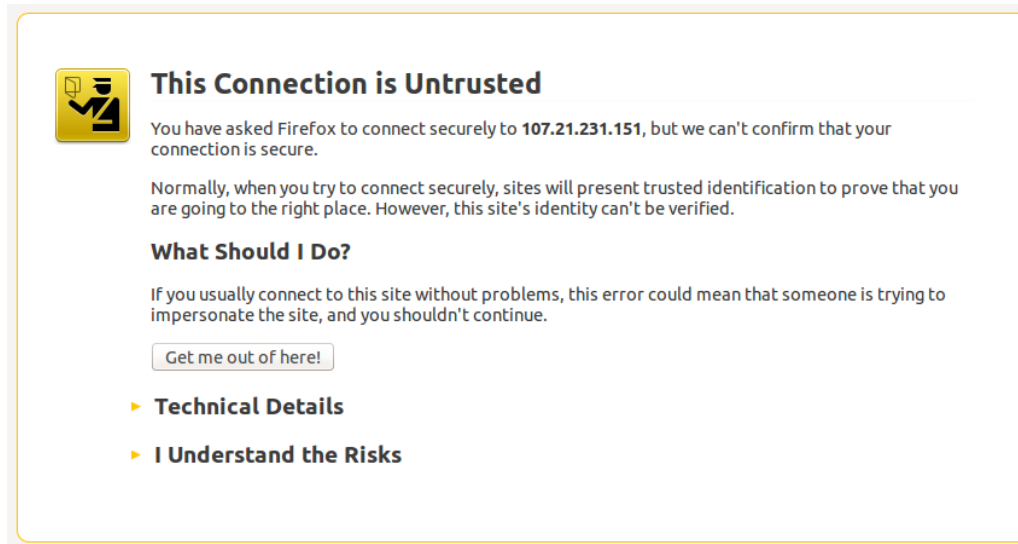 This Connection is Untrusted
You have asked Firefox to connect securely to 107.21.231.151, but we can't confirm that your
connection is secure.
Normally, when you try to connect securely, sites will present trusted identification to prove that you
are going to the right place. However, this site's identity can't be verified.
What Should I Do?
If you usually connect to this site without problems, this error could mean that someone is trying to
impersonate the site, and you shouldn't continue.
Get me out of here!
Technical Details
I Understand the Risks